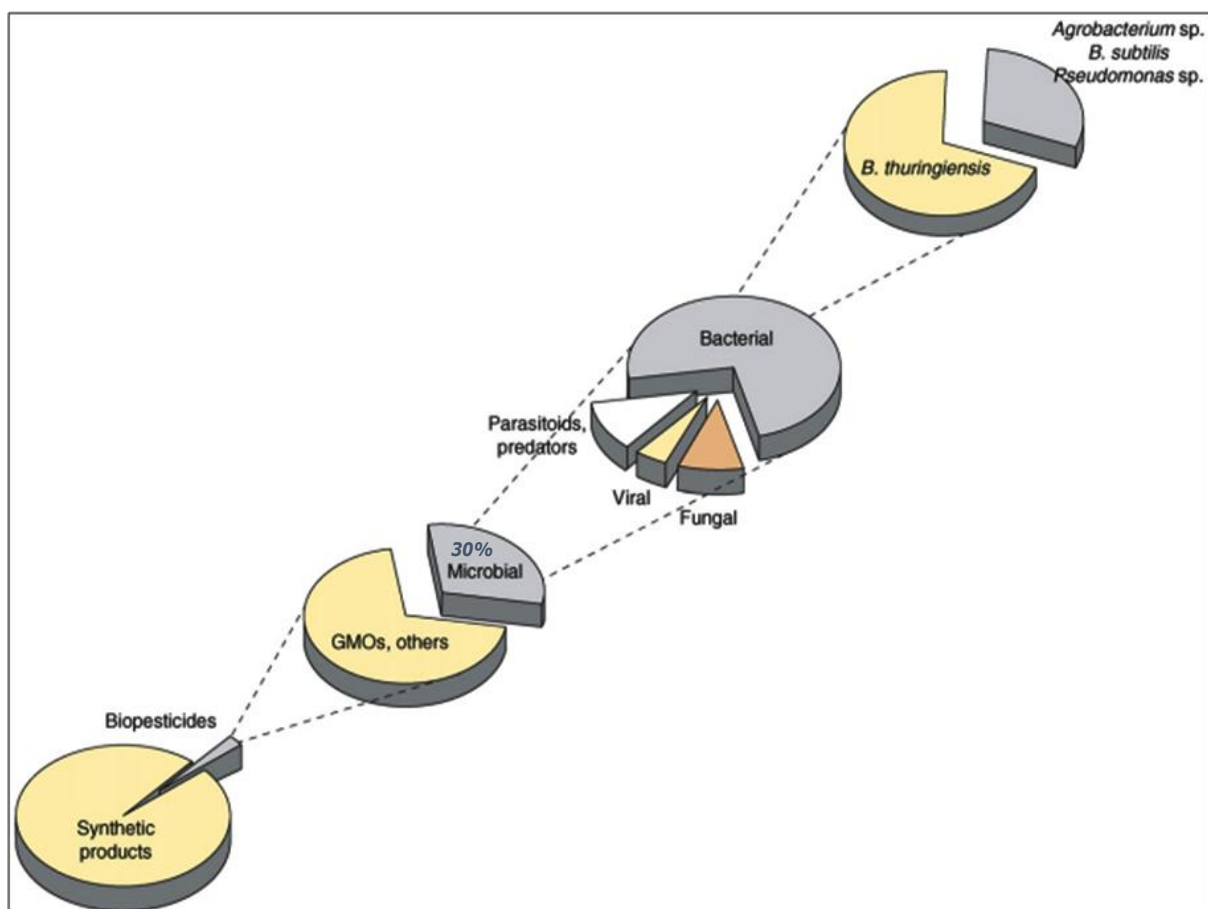 Agrobacterium sp.
B. subtilis
Pseudomonas sp.
B. thuringiensis
Bacterial
Parasitoids,
predators
Viral
Fungal
30%
Microbial
GMOs, others
Biopesticides
Synthetic
products